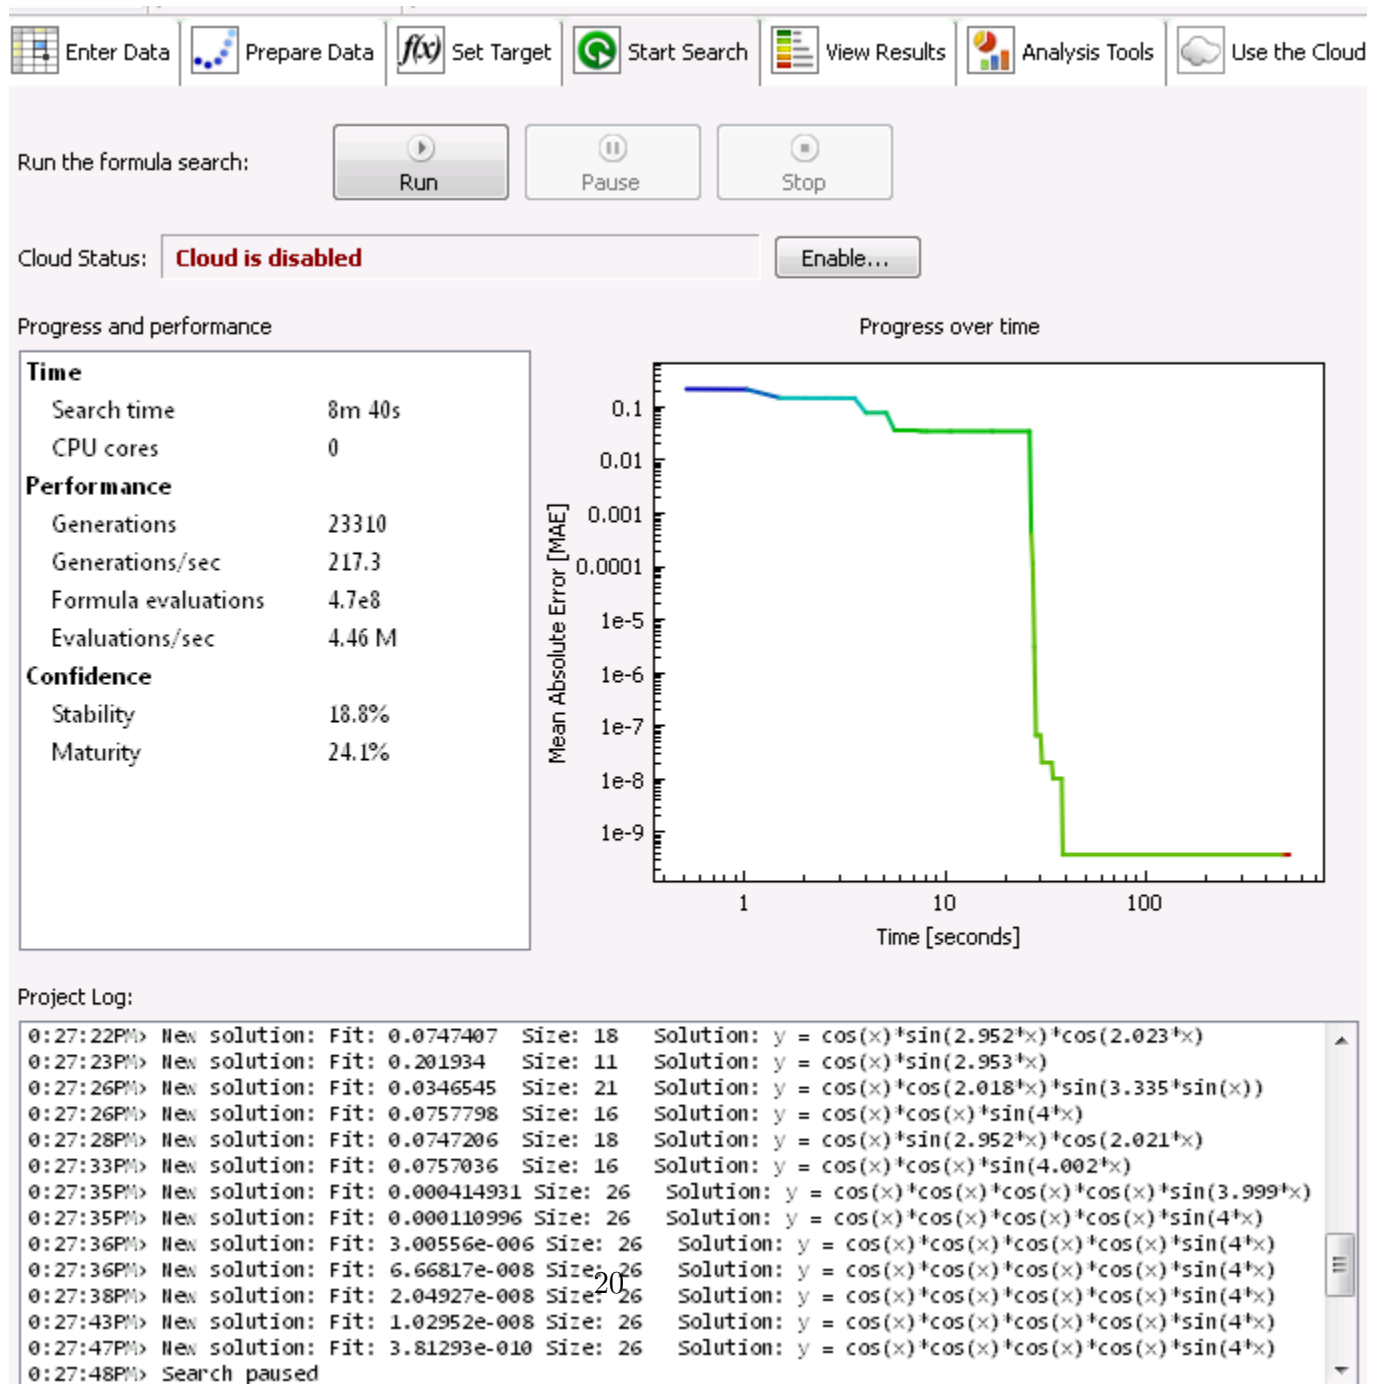 Enter Data Prepare Data f(x) Set Target Start Search View Results Analysis Tools Use the Cloud
Run the formula search: Run Pause Stop
Cloud Status: Cloud is disabled Enable...
Progress and performance
Time
Search time 8m 40s
CPU cores 0
Performance
Generations 23310
Generations/sec 217.3
Formula evaluations 4.7e8
Evaluations/sec 4.46 M
Confidence
Stability 18.8%
Maturity 24.1%
Progress over time
Mean Absolute Error [MAE]
0.1
0.01
0.001
0.0001
1e-5
1e-6
1e-7
1e-8
1e-9
1 10 100
Time [seconds]
Project Log:
0:27:22PM> New solution: Fit: 0.0747407 Size: 18 Solution: y = cos(x)*sin(2.952*x)*cos(2.023*x)
0:27:23PM> New solution: Fit: 0.201934 Size: 11 Solution: y = cos(x)*sin(2.953*x)
0:27:26PM> New solution: Fit: 0.0346545 Size: 21 Solution: y = cos(x)*cos(2.018*x)*sin(3.335*sin(x))
0:27:26PM> New solution: Fit: 0.0757798 Size: 16 Solution: y = cos(x)*cos(x)*sin(4*x)
0:27:28PM> New solution: Fit: 0.0747206 Size: 18 Solution: y = cos(x)*sin(2.952*x)*cos(2.021*x)
0:27:33PM> New solution: Fit: 0.0757036 Size: 16 Solution: y = cos(x)*cos(x)*sin(4.002*x)
0:27:35PM> New solution: Fit: 0.000414931 Size: 26 Solution: y = cos(x)*cos(x)*cos(x)*cos(x)*sin(3.999*x)
0:27:35PM> New solution: Fit: 0.000110996 Size: 26 Solution: y = cos(x)*cos(x)*cos(x)*cos(x)*sin(4*x)
0:27:36PM> New solution: Fit: 3.00556e-006 Size: 26 Solution: y = cos(x)*cos(x)*cos(x)*cos(x)*sin(4*x)
0:27:36PM> New solution: Fit: 6.66817e-008 Size: 26 Solution: y = cos(x)*cos(x)*cos(x)*cos(x)*sin(4*x)
20
0:27:38PM> New solution: Fit: 2.04927e-008 Size: 26 Solution: y = cos(x)*cos(x)*cos(x)*cos(x)*sin(4*x)
0:27:43PM> New solution: Fit: 1.02952e-008 Size: 26 Solution: y = cos(x)*cos(x)*cos(x)*cos(x)*sin(4*x)
0:27:47PM> New solution: Fit: 3.81293e-010 Size: 26 Solution: y = cos(x)*cos(x)*cos(x)*cos(x)*sin(4*x)
0:27:48PM> Search paused